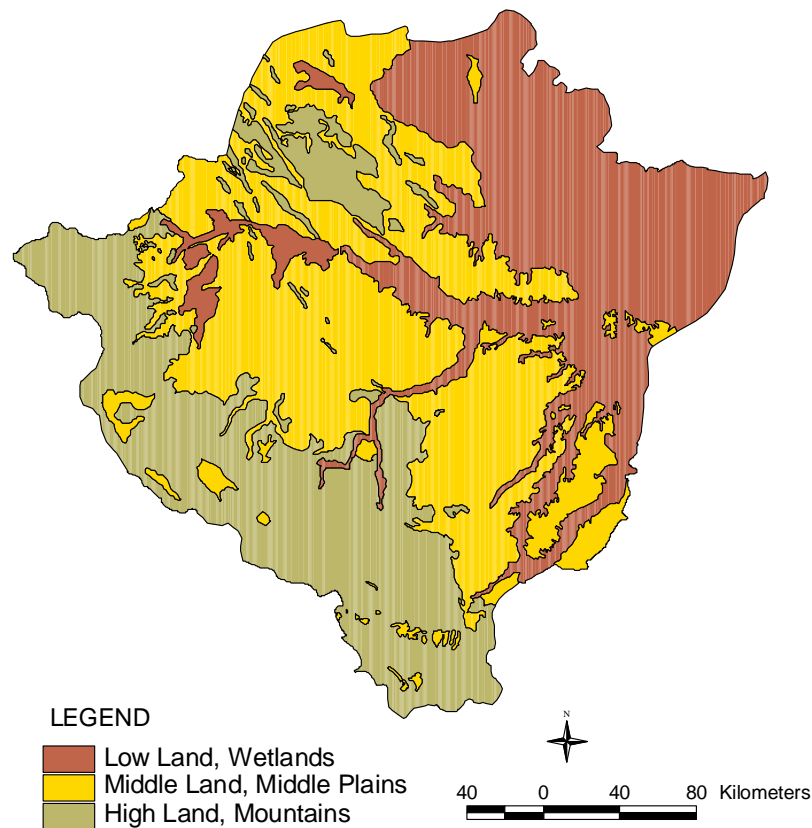 LEGEND
Low Land, Wetlands
Middle Land, Middle Plains
High Land, Mountains
N
40 0 40 80 Kilometers